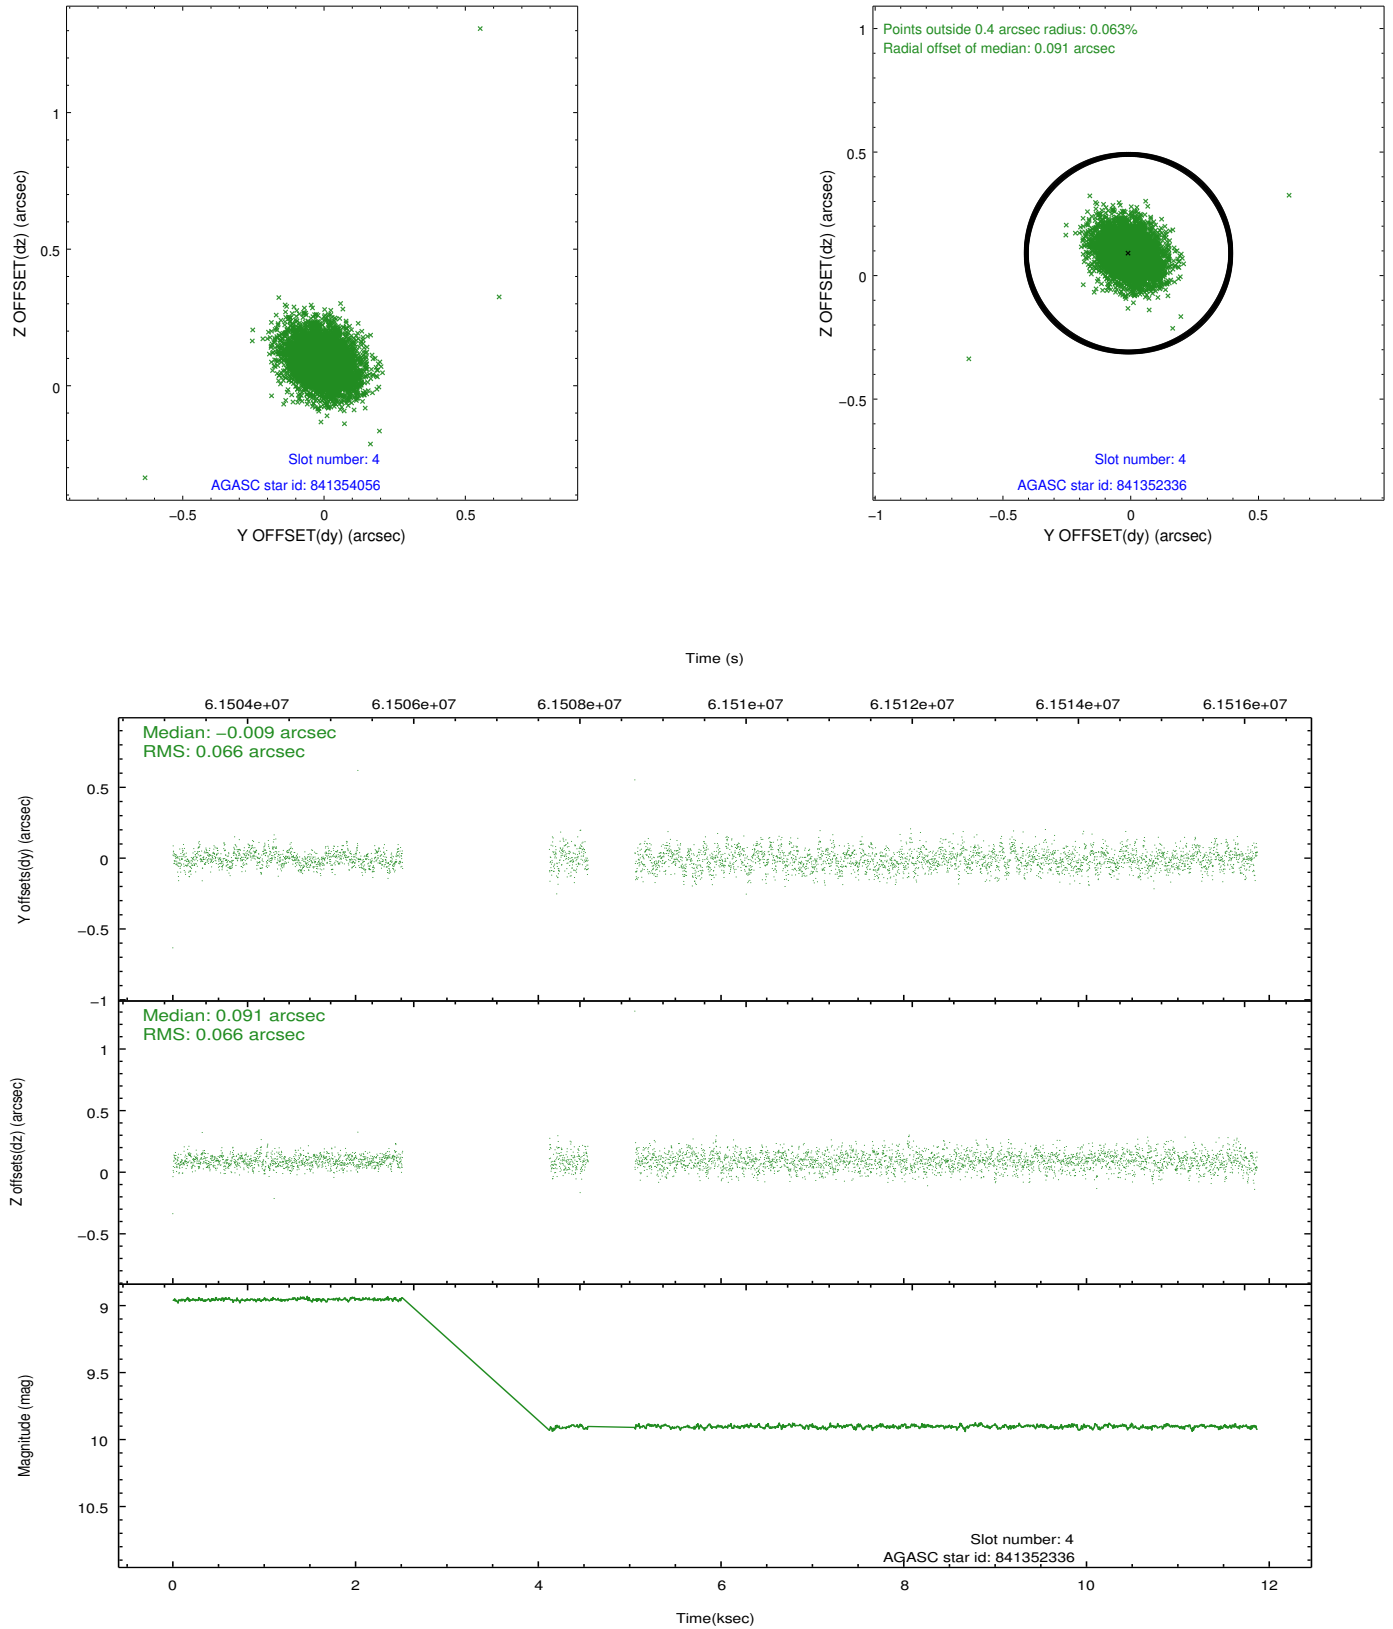 1
0.5
0
Z OFFSET(dz) (arcsec)
Slot number: 4
AGASC star id: 841354056
−0.5
0
0.5
Y OFFSET(dy) (arcsec)
Points outside 0.4 arcsec radius: 0.063%
Radial offset of median: 0.091 arcsec
1
0.5
0
−0.5
Z OFFSET(dz) (arcsec)
Slot number: 4
AGASC star id: 841352336
−1
−0.5
0
0.5
Y OFFSET(dy) (arcsec)
Time (s)
6.1504e+07
6.1506e+07
6.1508e+07
6.151e+07
6.1512e+07
6.1514e+07
6.1516e+07
Median: −0.009 arcsec
RMS: 0.066 arcsec
0.5
0
−0.5
−1
Y offsets(dy) (arcsec)
Median: 0.091 arcsec
RMS: 0.066 arcsec
1
0.5
0
−0.5
Z offsets(dz) (arcsec)
9
9.5
10
10.5
Magnitude (mag)
Slot number: 4
AGASC star id: 841352336
0
2
4
6
8
10
12
Time(ksec)